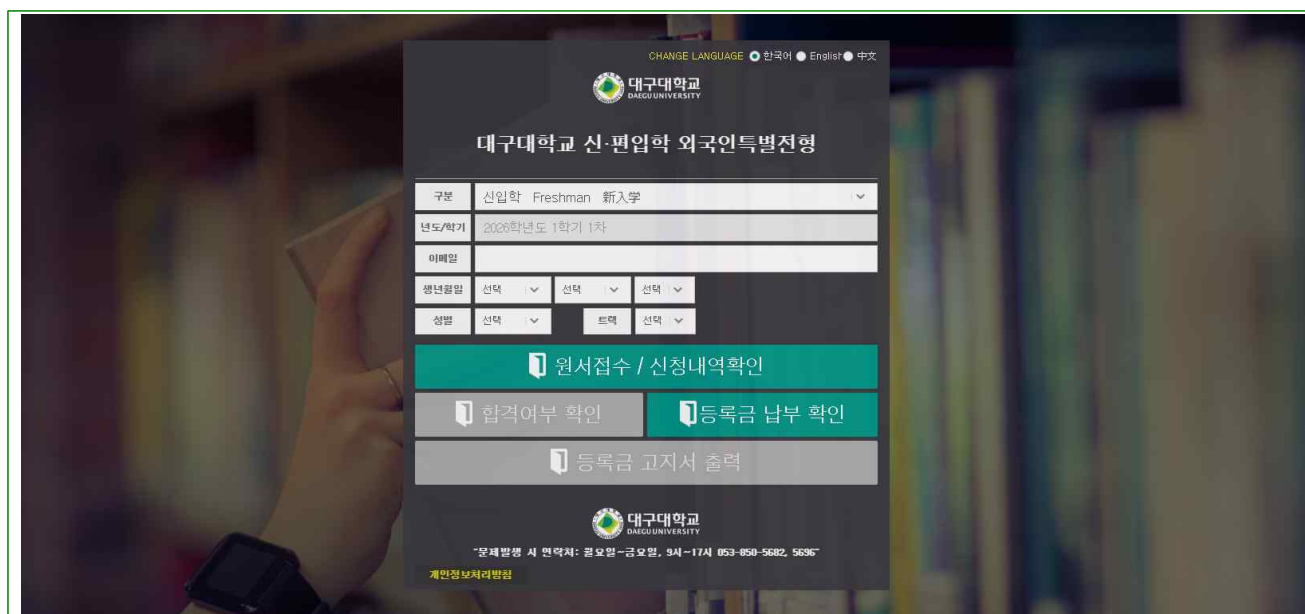 CHANGE LANGUAGE 한국어 English 中文
대구대학교
DAEGU UNIVERSITY
대구대학교 신·편입학 외국인특별전형
구분 신입학 Freshman 新入学
년도/학기 2026학년도 1학기 1차
이메일
생년월일 선택 선택 선택
성별 선택 트랙 선택
원서접수 / 신청내역확인
합격여부 확인 등록금 납부 확인
등록금 고지서 출력
대구대학교
DAEGU UNIVERSITY
"문제발생 시 연락처: 월요일~금요일, 9시~17시 053-850-5682, 5696"
개인정보처리방침